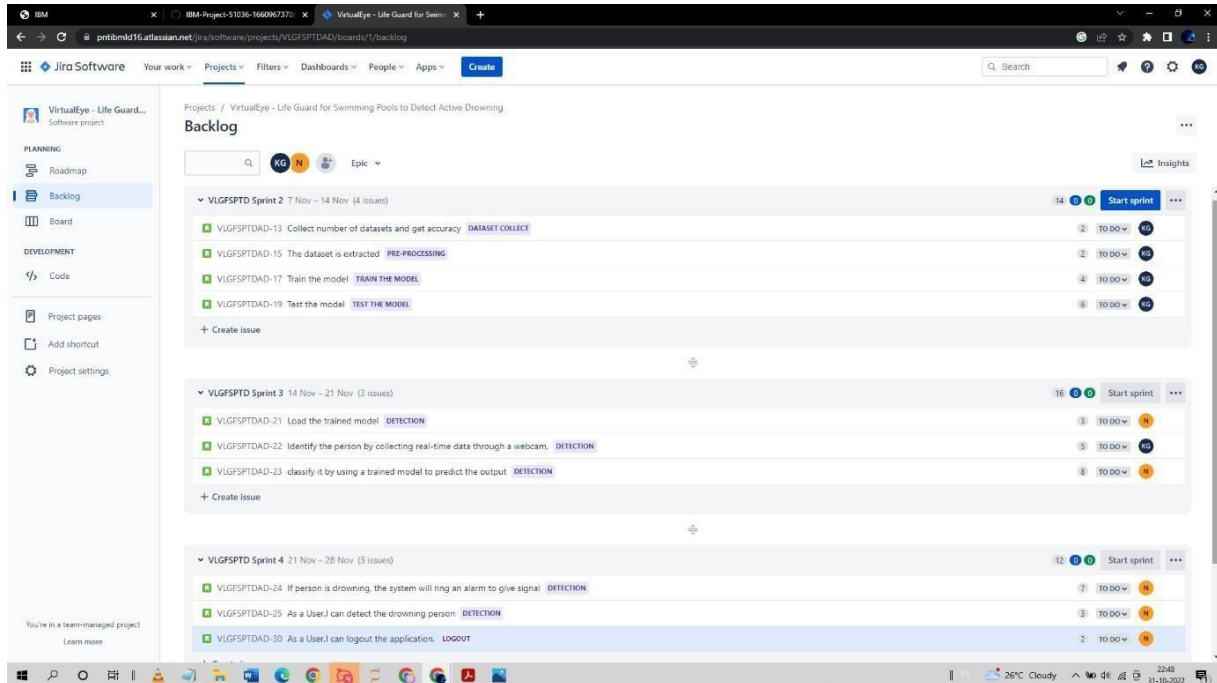 IBM
IBM-Project-51036-1660967370
VirtualEye - Life Guard for Swimm
pntibmld16.atlassian.net/jira/software/projects/VLGFSPTDAD/boards/1/backlog
Jira Software Your work Projects Filters Dashboards People Apps Create Search KG
VirtualEye - Life Guard...
Software project
PLANNING
Roadmap
Backlog
Board
DEVELOPMENT
Code
Project pages
Add shortcut
Project settings
You're in a team-managed project
Learn more
Projects / VirtualEye - Life Guard for Swimming Pools to Detect Active Drowning
Backlog
KG N Epic Insights
VLGFSPTD Sprint 2 7 Nov – 14 Nov (4 issues) 14 0 0 Start sprint
VLGFSPTDAD-13 Collect number of datasets and get accuracy DATASET COLLECT 2 TO DO KG
VLGFSPTDAD-15 The dataset is extracted PRE-PROCESSING 2 TO DO KG
VLGFSPTDAD-17 Train the model TRAIN THE MODEL 4 TO DO KG
VLGFSPTDAD-19 Test the model TEST THE MODEL 6 TO DO KG
+ Create issue
VLGFSPTD Sprint 3 14 Nov – 21 Nov (3 issues) 16 0 0 Start sprint
VLGFSPTDAD-21 Load the trained model DETECTION 3 TO DO N
VLGFSPTDAD-22 Identify the person by collecting real-time data through a webcam. DETECTION 5 TO DO KG
VLGFSPTDAD-23 classify it by using a trained model to predict the output DETECTION 8 TO DO N
+ Create issue
VLGFSPTD Sprint 4 21 Nov – 28 Nov (3 issues) 12 0 0 Start sprint
VLGFSPTDAD-24 If person is drowning, the system will ring an alarm to give signal DETECTION 7 TO DO N
VLGFSPTDAD-25 As a User,I can detect the drowning person DETECTION 3 TO DO N
VLGFSPTDAD-30 As a User,I can logout the application. LOGOUT 2 TO DO N
26°C Cloudy 22:48
31-10-2022